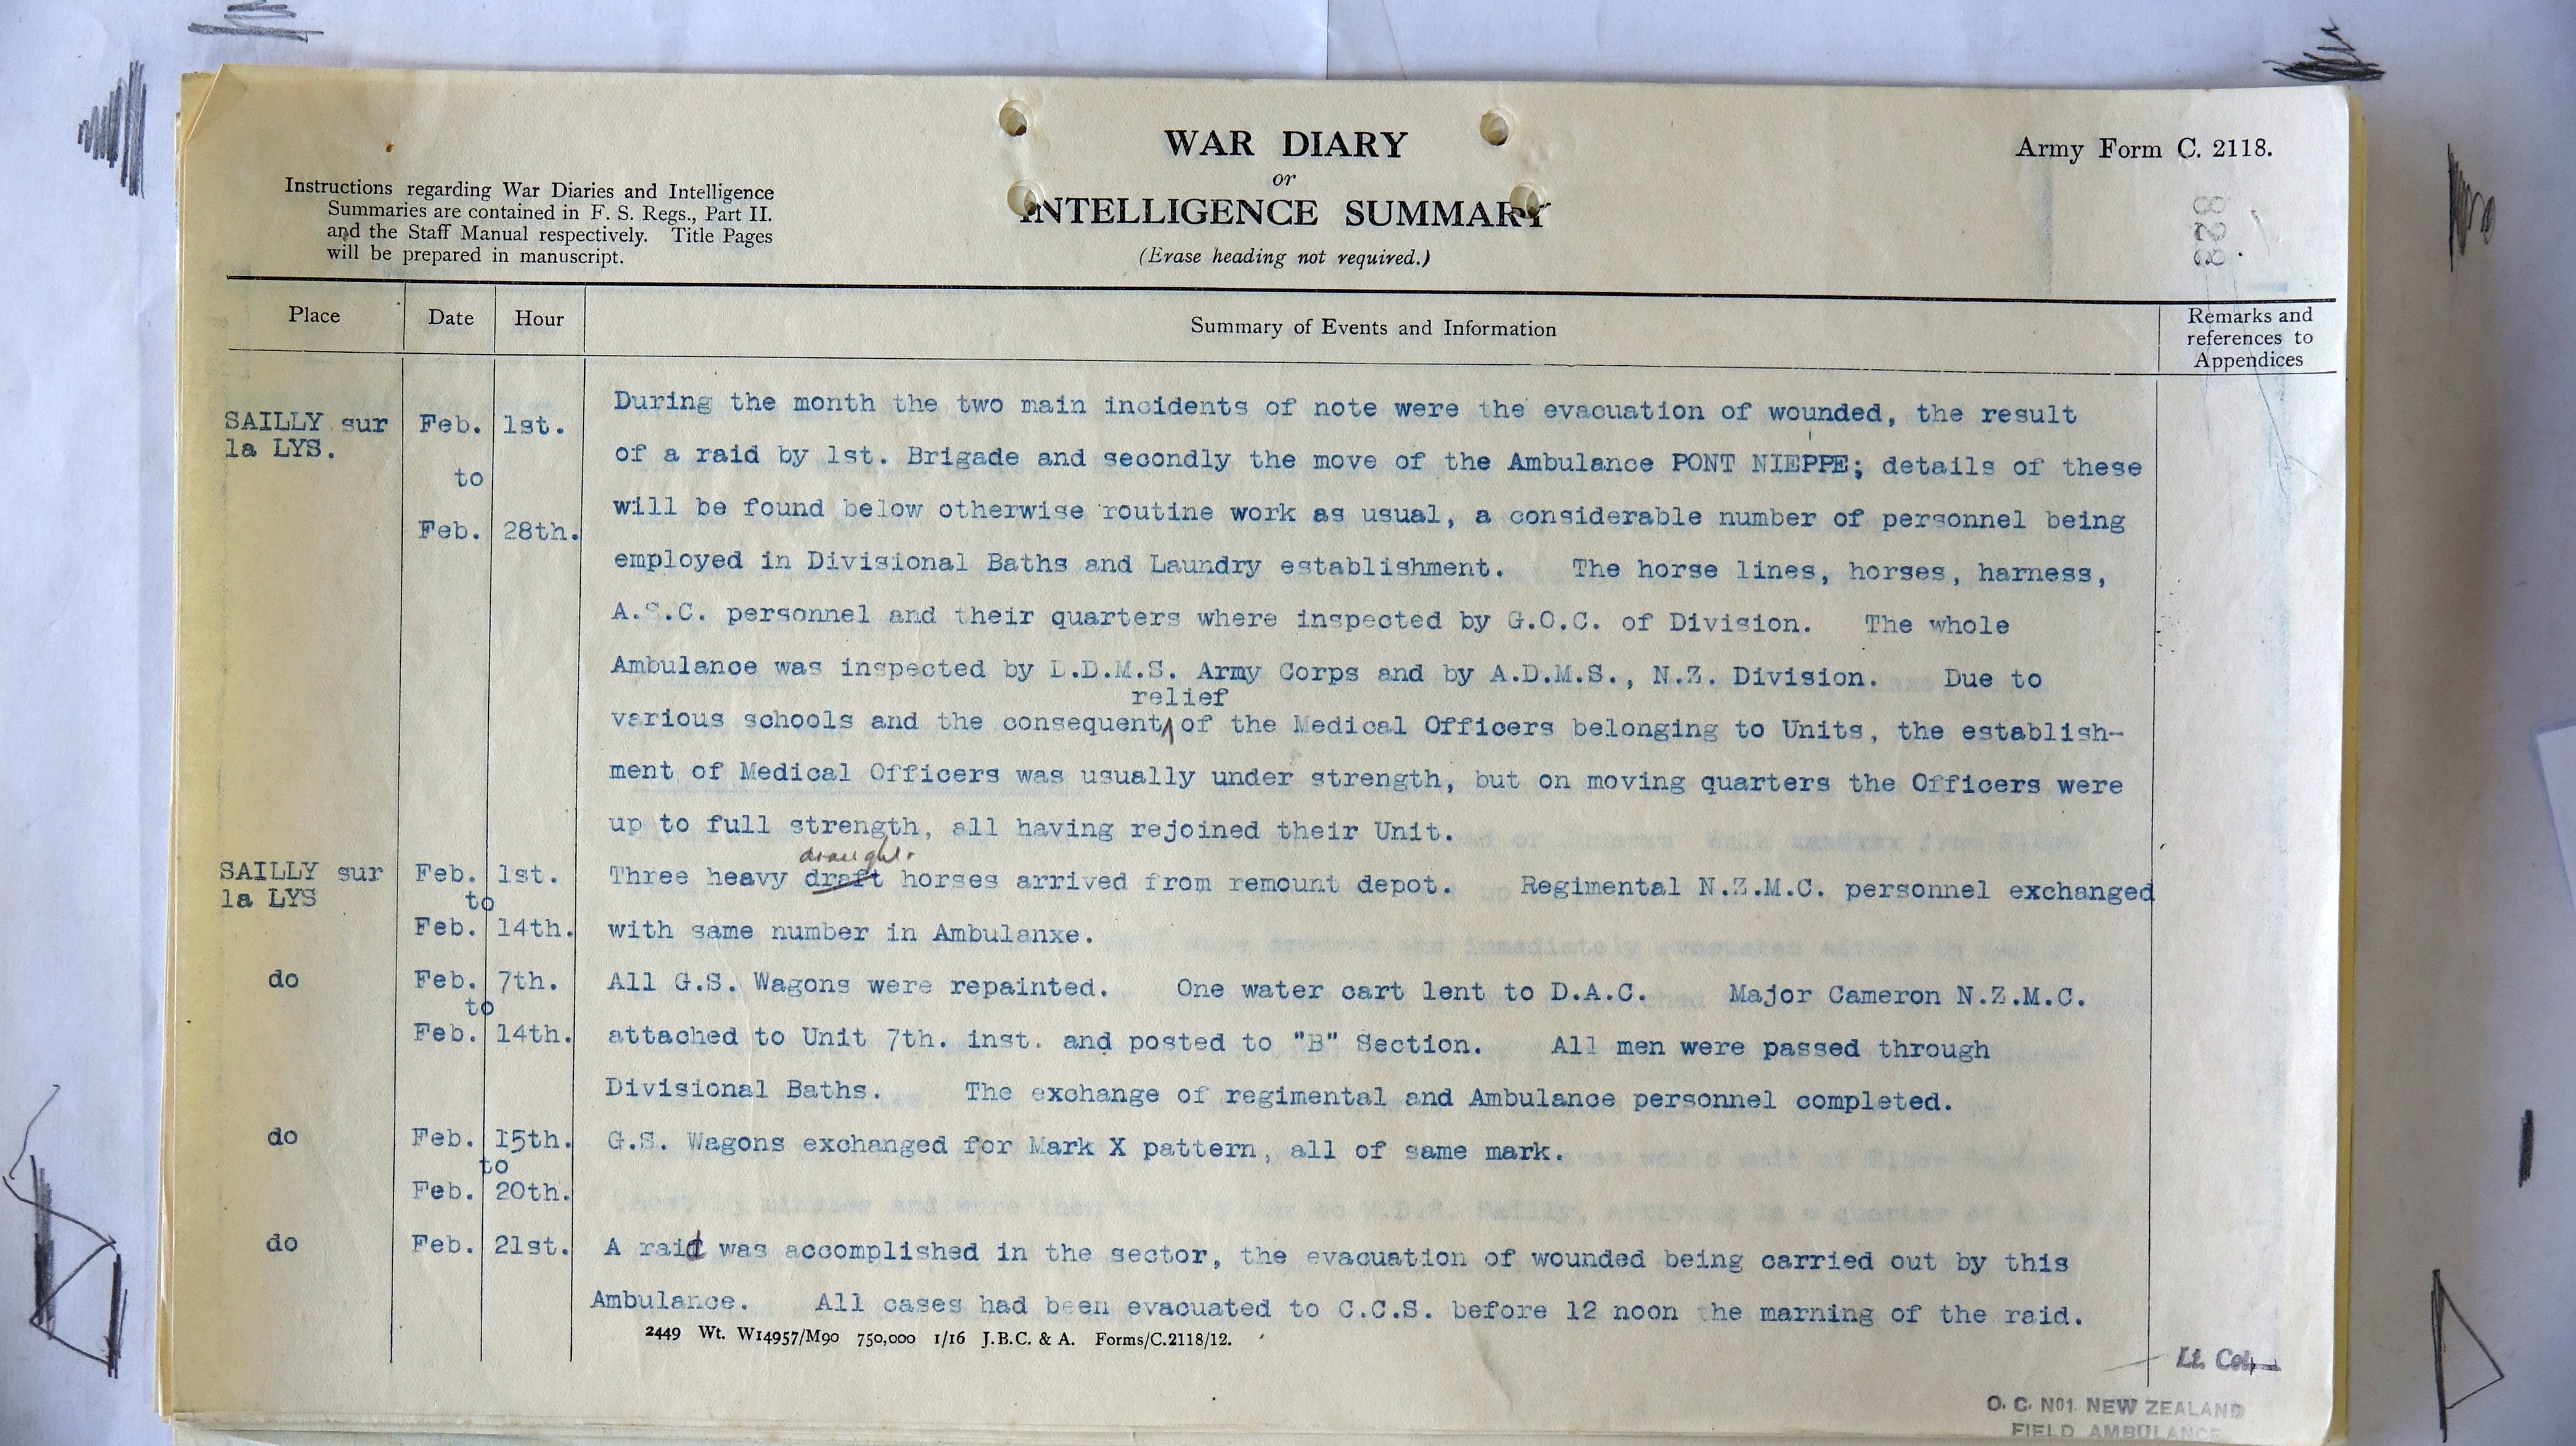 WAR DIARY
or
INTELLIGENCE SUMMARY
(Erase heading not required.)
Army Form C. 2118.
Instructions regarding War Diaries and Intelligence
Summaries are contained in F. S. Regs., Part II.
and the Staff Manual respectively. Title Pages
will be prepared in manuscript.
Place Date Hour Summary of Events and Information Remarks and
references to
Appendices
SAILLY sur
la LYS.
Feb. 1st.
to
Feb. 28th.
During the month the two main incidents of note were the evacuation of wounded, the result
of a raid by 1st. Brigade and secondly the move of the Ambulance PONT NIEPPE; details of these
will be found below otherwise routine work as usual, a considerable number of personnel being
employed in Divisional Baths and Laundry establishment. The horse lines, horses, harness,
A.S.C. personnel and their quarters where inspected by G.O.C. of Division. The whole
Ambulance was inspected by D.D.M.S. Army Corps and by A.D.M.S., N.Z. Division. Due to
relief
various schools and the consequent of the Medical Officers belonging to Units, the establish-
ment of Medical Officers was usually under strength, but on moving quarters the Officers were
up to full strength, all having rejoined their Unit.
SAILLY sur
la LYS
Feb. 1st.
to
Feb. 14th.
draught
Three heavy draft horses arrived from remount depot. Regimental N.Z.M.C. personnel exchanged
with same number in Ambulanxe.
do Feb. 7th.
to
Feb. 14th.
All G.S. Wagons were repainted. One water cart lent to D.A.C. Major Cameron N.Z.M.C.
attached to Unit 7th. inst. and posted to "B" Section. All men were passed through
Divisional Baths. The exchange of regimental and Ambulance personnel completed.
do Feb. 15th.
to
Feb. 20th.
G.S. Wagons exchanged for Mark X pattern, all of same mark.
do Feb. 21st.
A raid was accomplished in the sector, the evacuation of wounded being carried out by this
Ambulance. All cases had been evacuated to C.C.S. before 12 noon the marning of the raid.
2449 Wt. W14957/M90 750,000 1/16 J.B.C. & A. Forms/C.2118/12.
Lt. Col.
O. C. No1. NEW ZEALAND
FIELD AMBULANCE